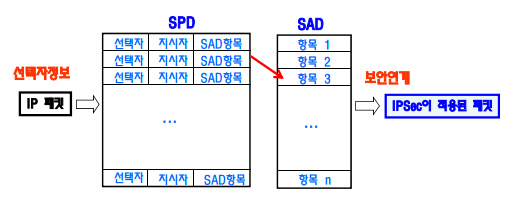 SPD
SAD
선택자 지시자 SAD항목
선택자 지시자 SAD항목
선택자 지시자 SAD항목
...
선택자 지시자 SAD항목
항목 1
항목 2
항목 3
...
항목 n
선택자정보
IP 패킷
보안연계
IPSec이 적용된 패킷